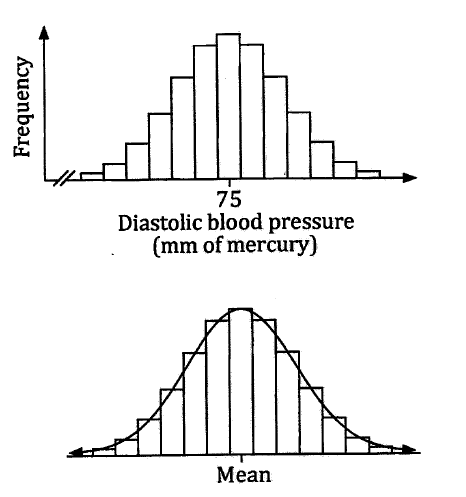 Frequency
75
Diastolic blood pressure
(mm of mercury)
Mean